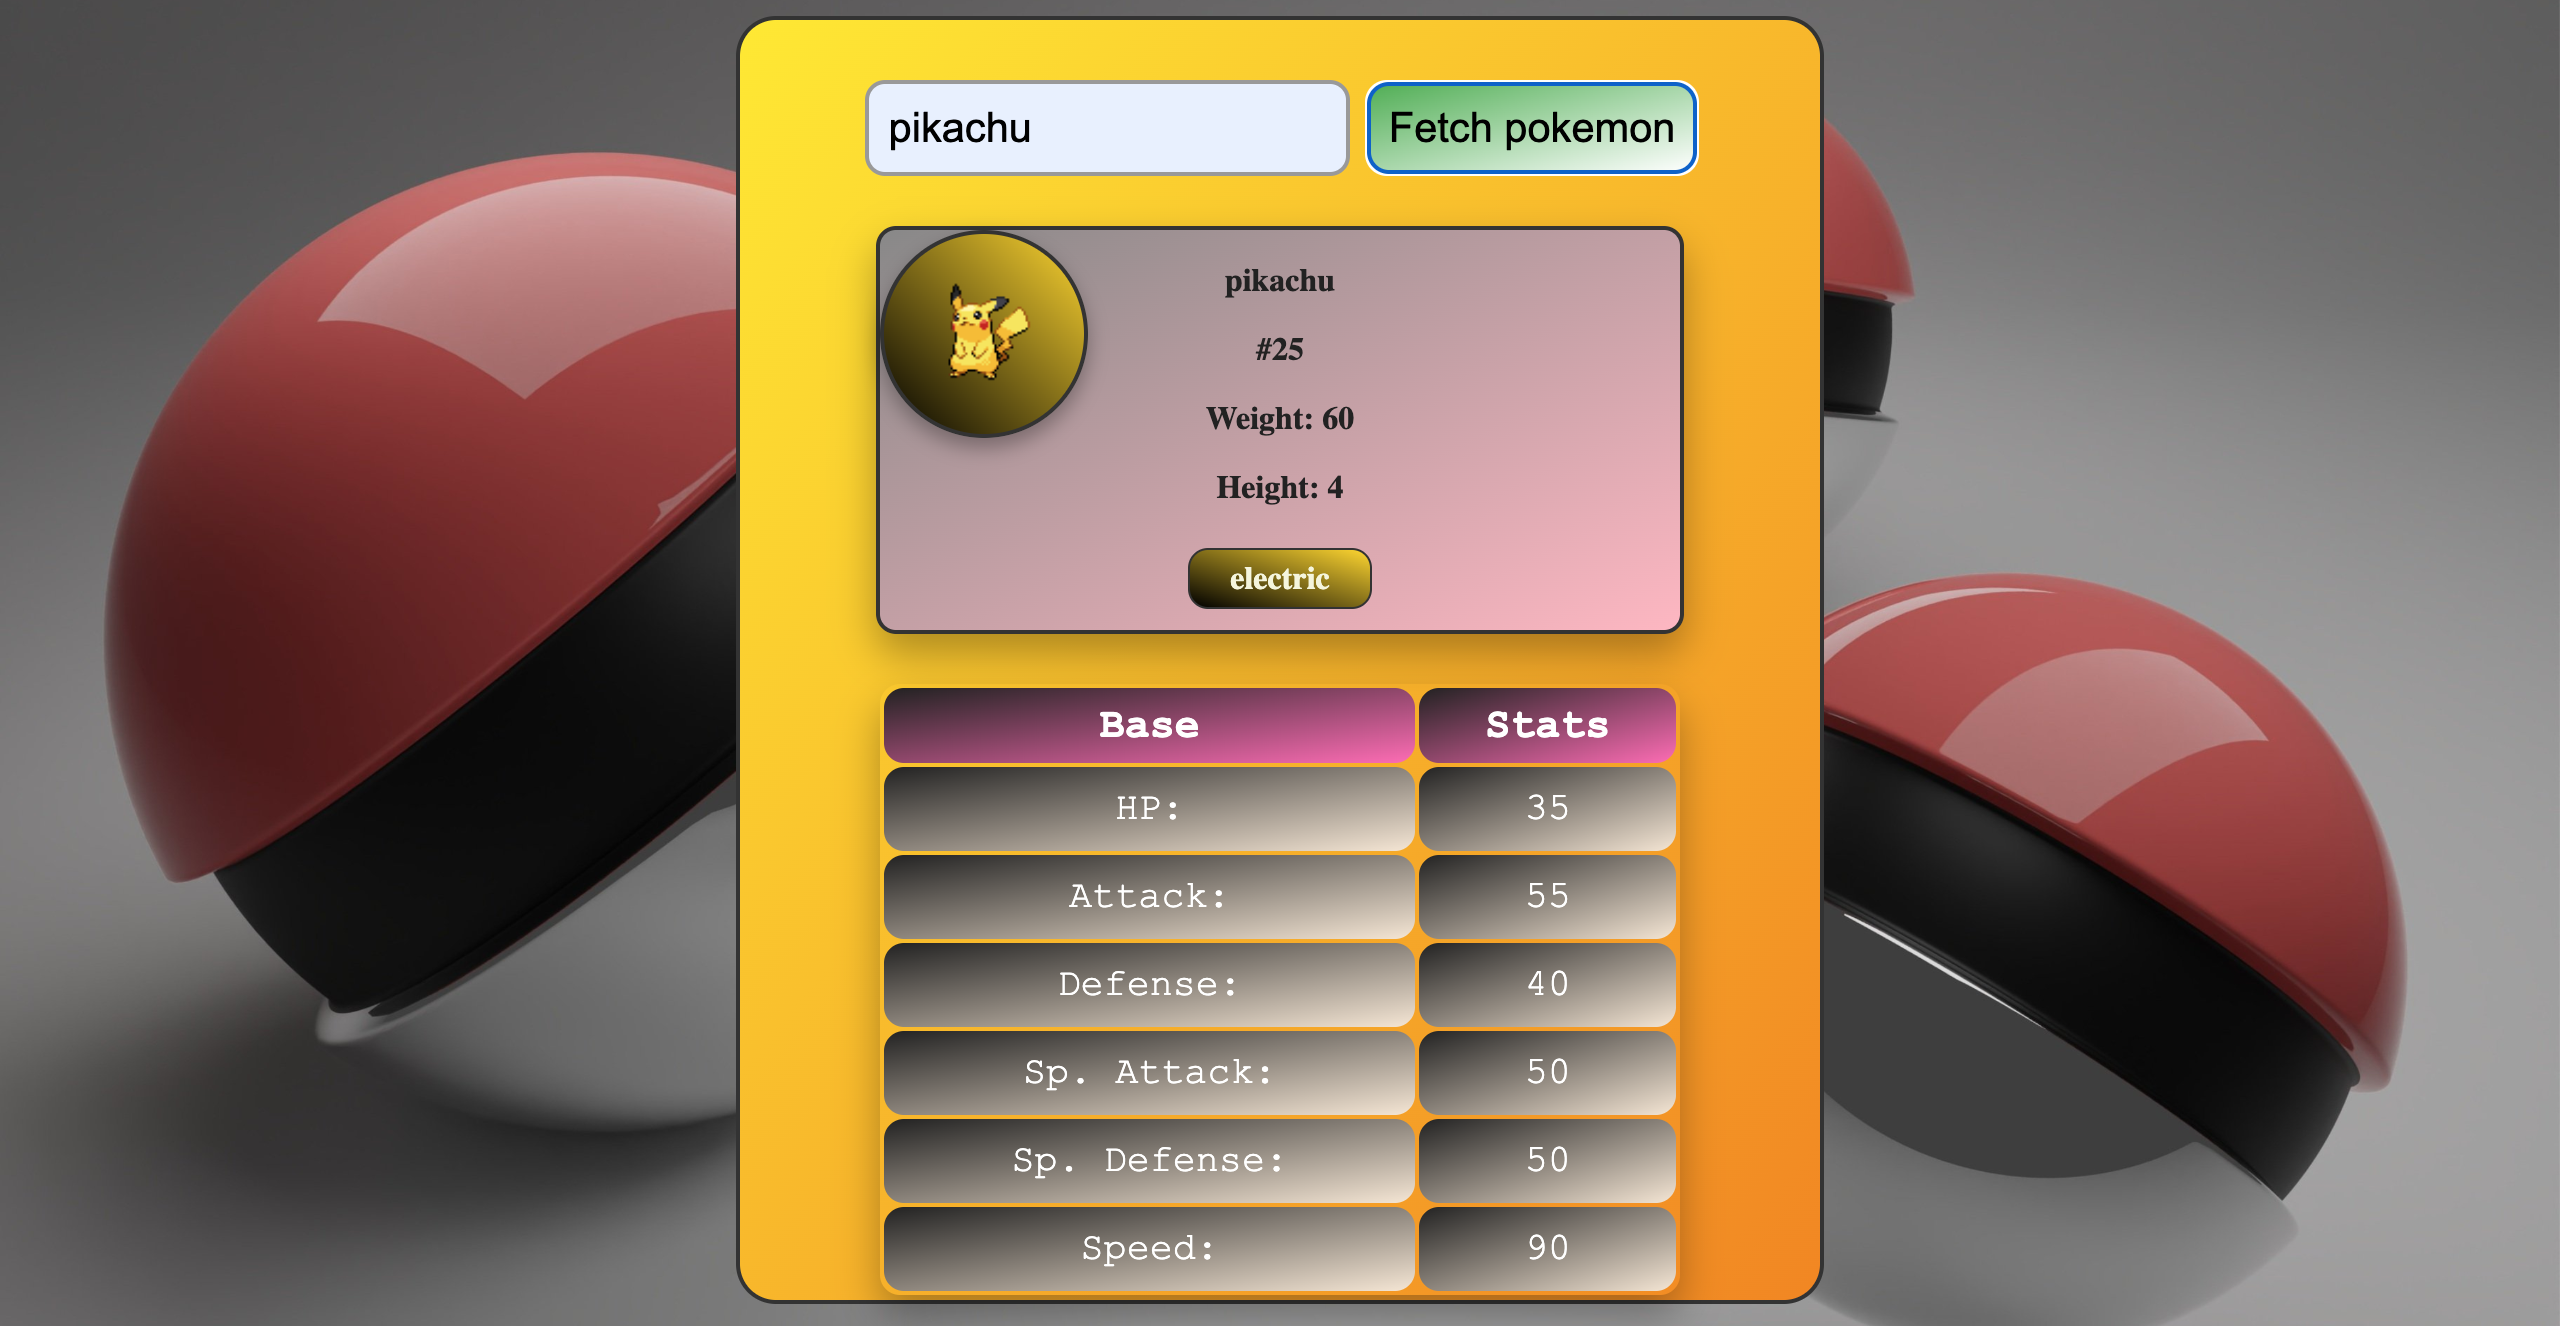 pikachu Fetch pokemon
pikachu
#25
Weight: 60
Height: 4
electric
Base Stats
HP: 35
Attack: 55
Defense: 40
Sp. Attack: 50
Sp. Defense: 50
Speed: 90